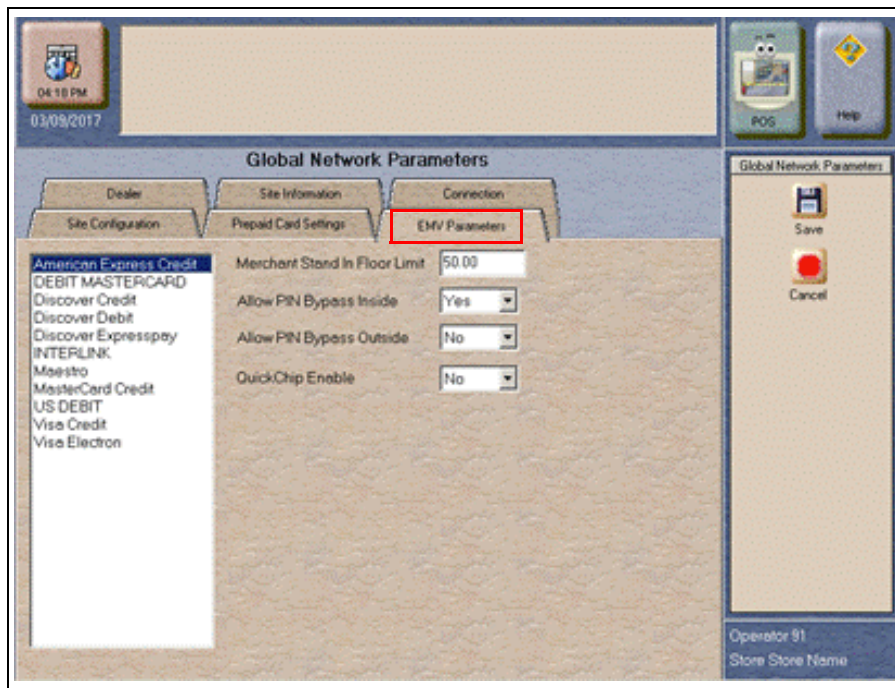 04:10 PM
03/09/2017
POS
Help
Global Network Parameters
Dealer
Site Information
Connection
Site Configuration
Prepaid Card Settings
EMV Parameters
American Express Credit
DEBIT MASTERCARD
Discover Credit
Discover Debit
Discover Expresspay
INTERLINK
Maestro
MasterCard Credit
US DEBIT
Visa Credit
Visa Electron
Merchant Stand In Floor Limit 50.00
Allow PIN Bypass Inside Yes
Allow PIN Bypass Outside No
QuickChip Enable No
Global Network Parameters
Save
Cancel
Operator 91
Store Store Name